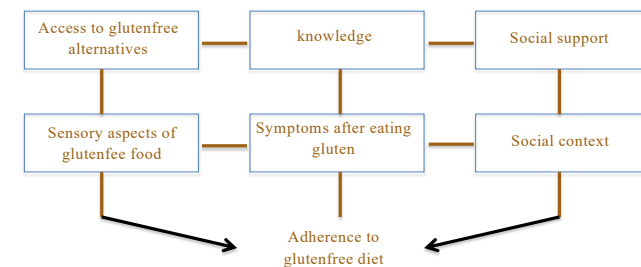 Access to glutenfree
alternatives
knowledge
Social support
Sensory aspects of
glutenfee food
Symptoms after eating
gluten
Social context
Adherence to
glutenfree diet